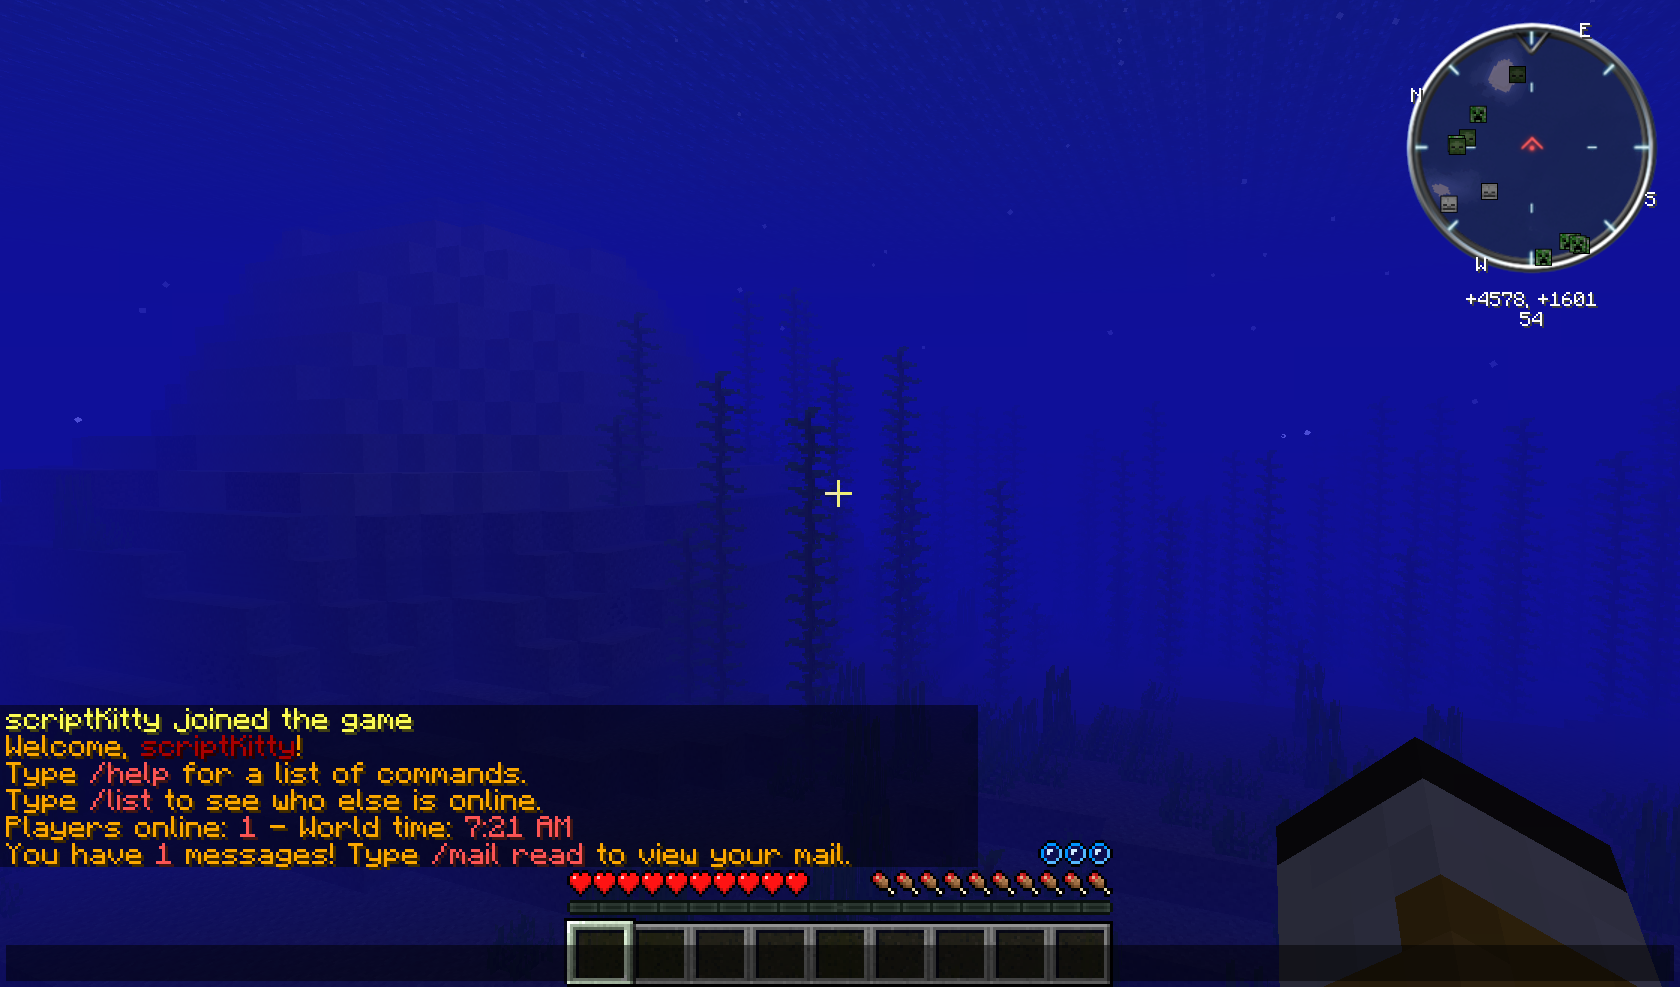 E
N
S
W
+4578, +1601
54
scriptKitty joined the game
Welcome, scriptKitty!
Type /help for a list of commands.
Type /list to see who else is online.
Players online: 1 - World time: 7:21 AM
You have 1 messages! Type /mail read to view your mail.